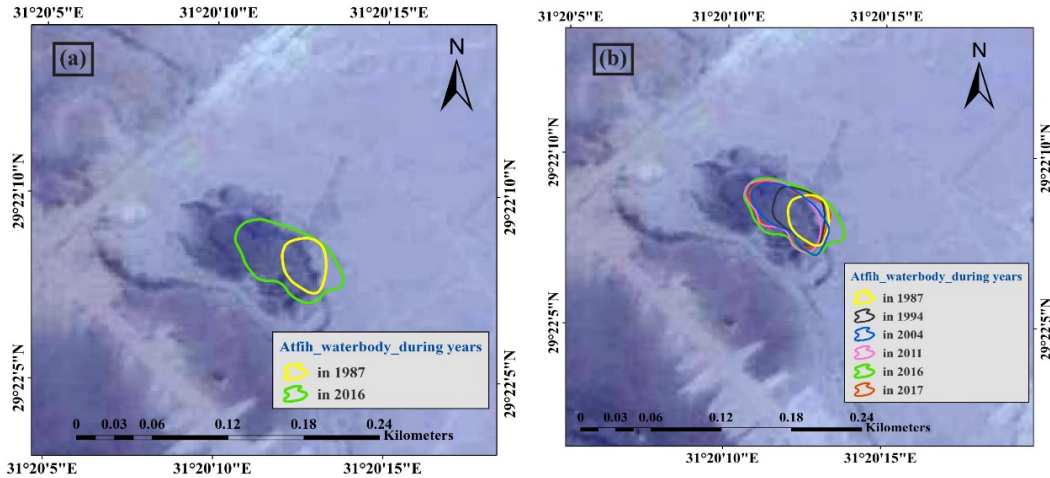 31°20'5"E 31°20'10"E 31°20'15"E
(a)
N
29°22'10"N
29°22'10"N
29°22'5"N
29°22'5"N
Atfih_waterbody_during years
in 1987
in 2016
0 0.03 0.06 0.12 0.18 0.24
Kilometers
31°20'5"E 31°20'10"E 31°20'15"E
31°20'5"E 31°20'10"E 31°20'15"E
(b)
N
29°22'10"N
29°22'10"N
29°22'5"N
29°22'5"N
Atfih_waterbody_during years
in 1987
in 1994
in 2004
in 2011
in 2016
in 2017
0 0.03 0.06 0.12 0.18 0.24
Kilometers
31°20'10"E 31°20'15"E